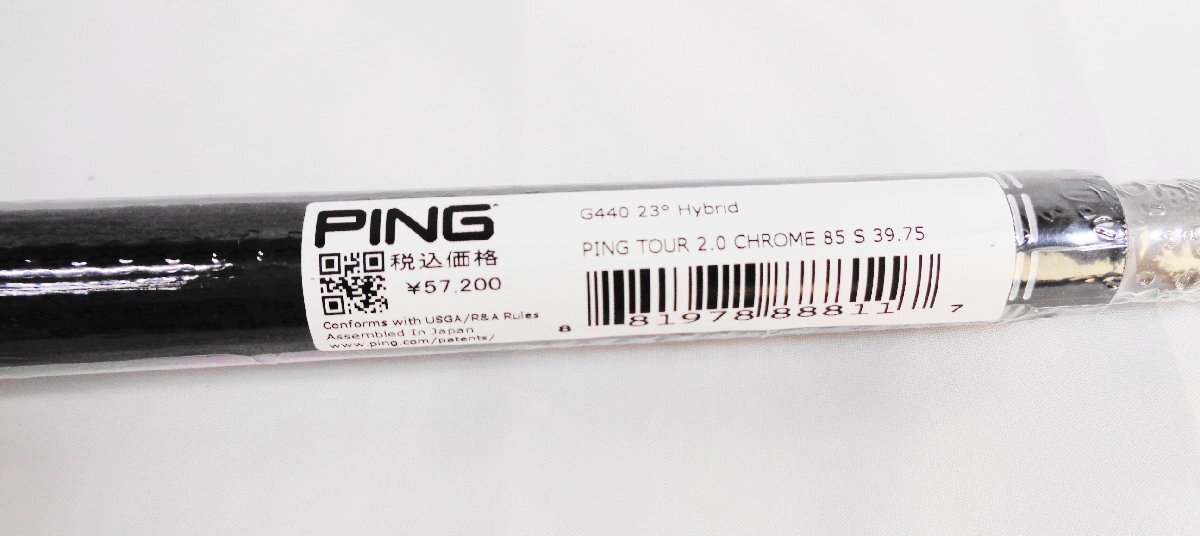 PING
税込価格
¥57,200
Conforms with USGA/R&A Rules
Assembled In Japan
www.ping.com/patents/
G440 23° Hybrid
PING TOUR 2.0 CHROME 85 S 39.75
8 81978 88811 7